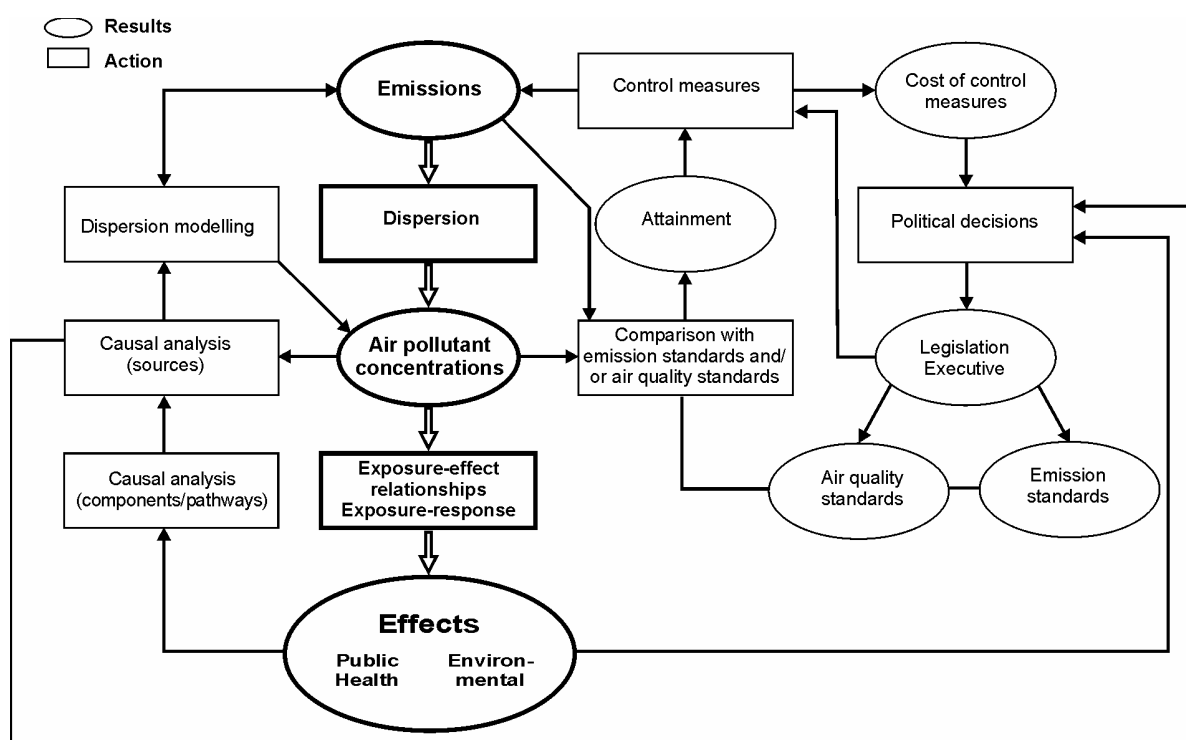 Results
Action
Emissions
Control measures
Cost of control
measures
Dispersion modelling
Dispersion
Attainment
Political decisions
Causal analysis
(sources)
Air pollutant
concentrations
Comparison with
emission standards and/
or air quality standards
Legislation
Executive
Causal analysis
(components/pathways)
Exposure-effect
relationships
Exposure-response
Air quality
standards
Emission
standards
Effects
Public
Health
Environ-
mental